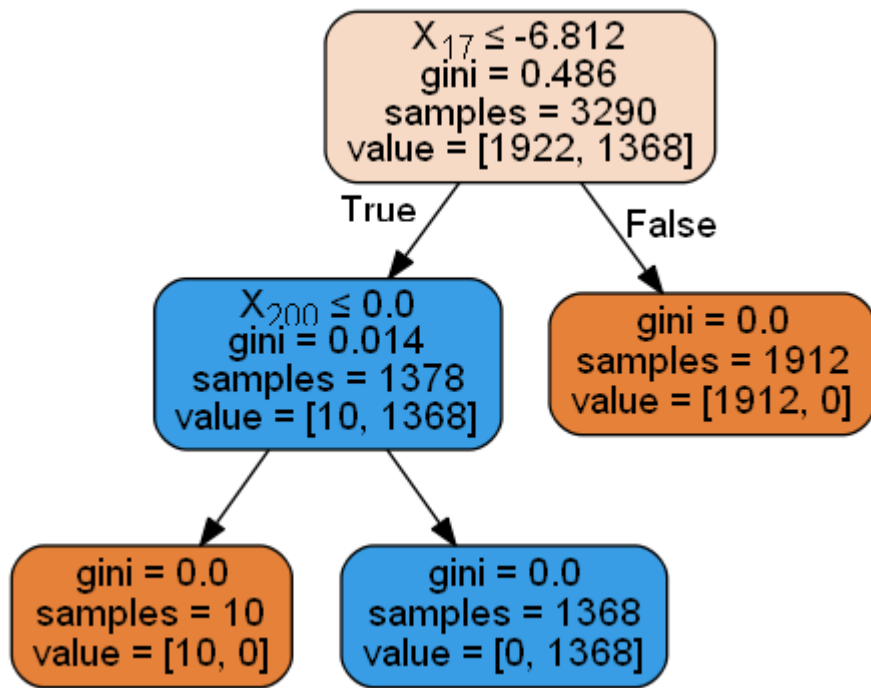 X₁₇ ≤ -6.812
gini = 0.486
samples = 3290
value = [1922, 1368]
True
False
X₂₀₀ ≤ 0.0
gini = 0.014
samples = 1378
value = [10, 1368]
gini = 0.0
samples = 1912
value = [1912, 0]
gini = 0.0
samples = 10
value = [10, 0]
gini = 0.0
samples = 1368
value = [0, 1368]